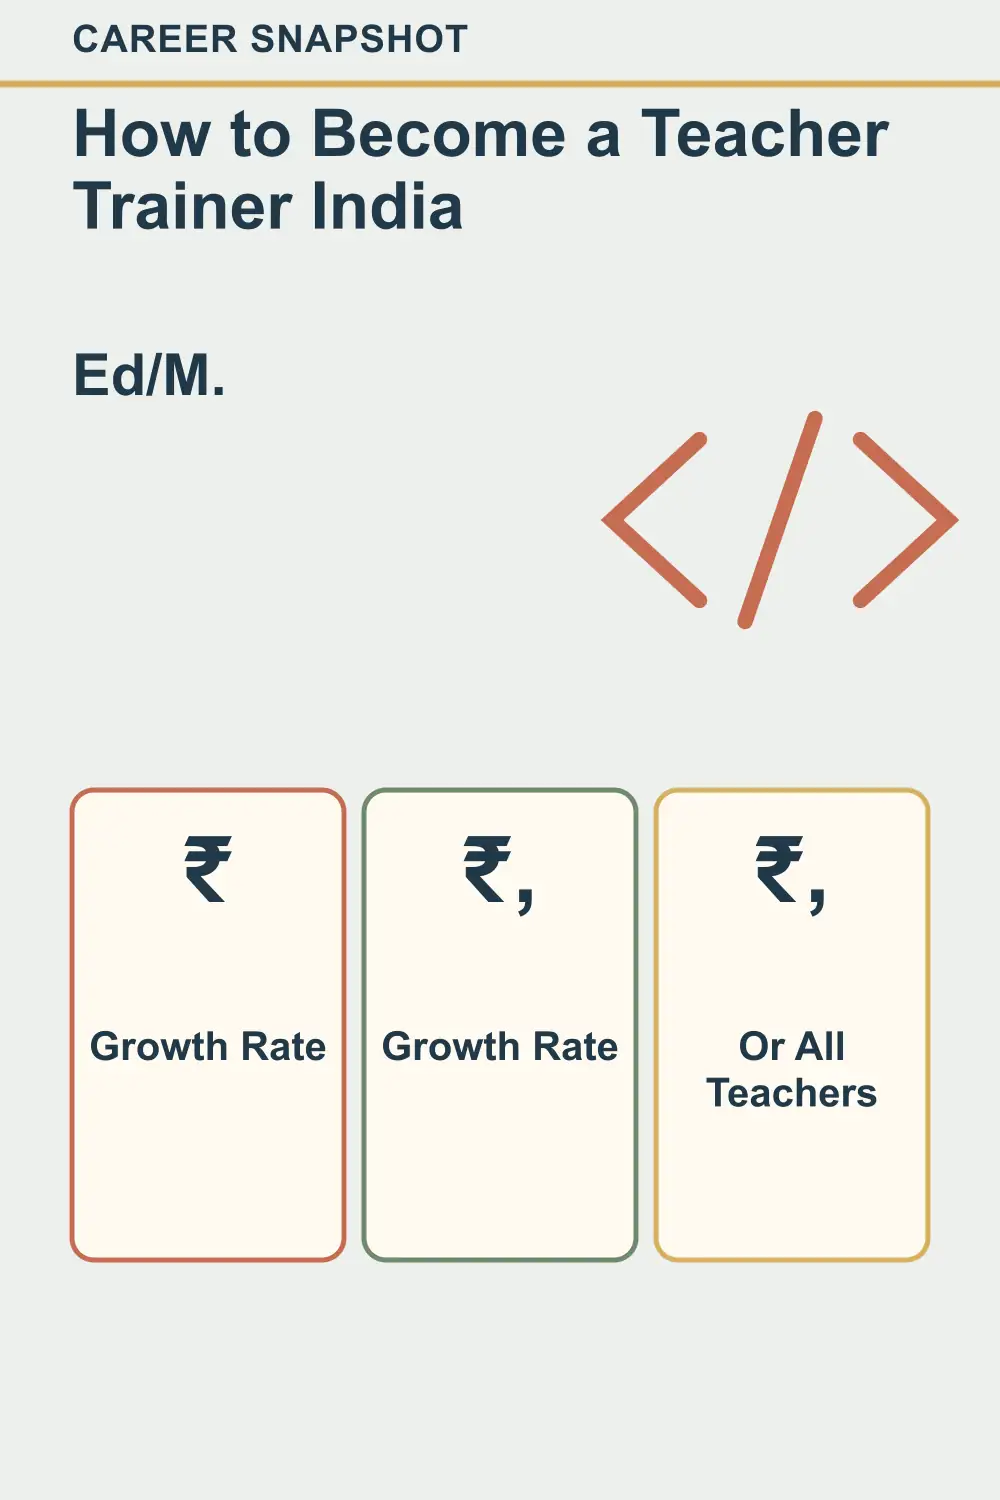 CAREER SNAPSHOT
How to Become a Teacher
Trainer India
Ed/M.
₹
Growth Rate
₹,
Growth Rate
₹,
Or All
Teachers